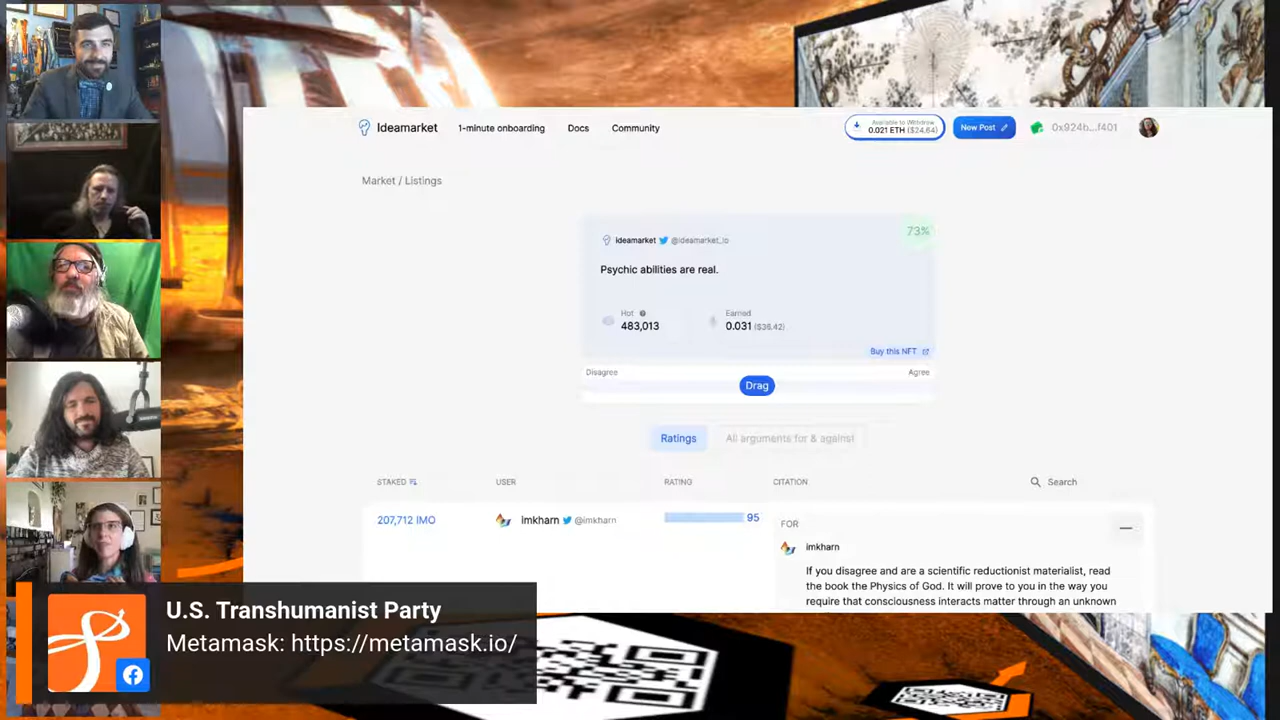 Ideamarket
1-minute onboarding
Docs
Community
Available to Withdraw
0.021 ETH ($24.64)
New Post
0x924b...f401
Market / Listings
Ideamarket @ideamarket_io
73%
Psychic abilities are real.
Hot
483,013
Earned
0.031 ($36.42)
Buy this NFT
Disagree
Agree
Drag
Ratings
All arguments for & against
STAKED
USER
RATING
CITATION
Search
207,712 IMO
imkharn @imkharn
95
FOR
imkharn
If you disagree and are a scientific reductionist materialist, read
the book the Physics of God. It will prove to you in the way you
require that consciousness interacts matter through an unknown
U.S. Transhumanist Party
Metamask: https://metamask.io/